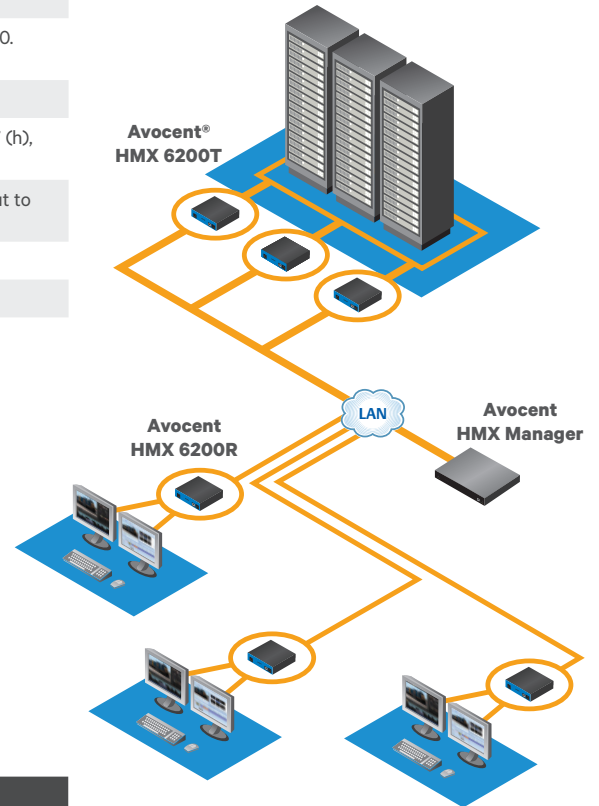 0.
(h),
to
Avocent®
HMX 6200T
LAN
Avocent
HMX Manager
Avocent
HMX 6200R